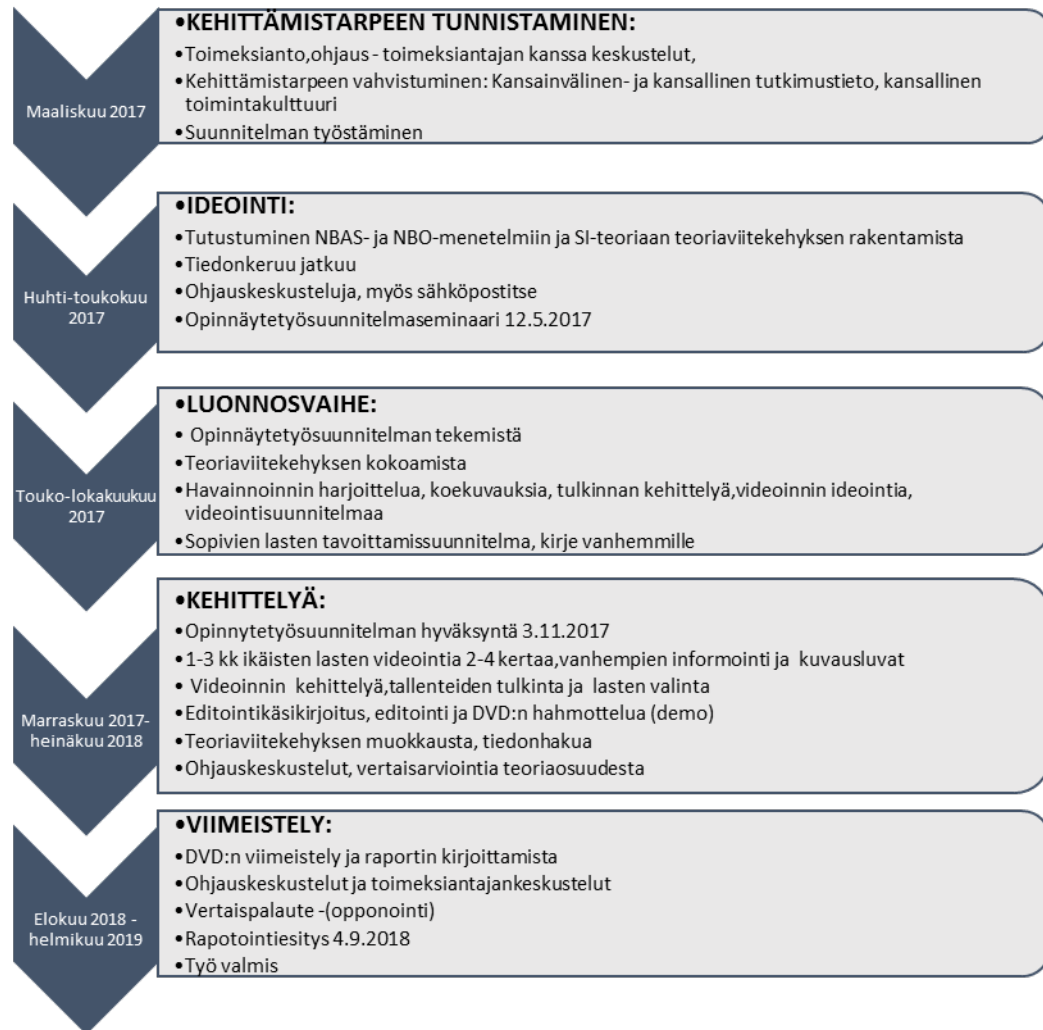 •KEHITTÄMISTARPEEN TUNNISTAMINEN:
•Toimeksianto,ohjaus - toimeksiantajan kanssa keskustelut,
•Kehittämistarpeen vahvistuminen: Kansainvälinen- ja kansallinen tutkimustieto, kansallinen
toimintakulttuuri
•Suunnitelman työstäminen
Maaliskuu 2017
•IDEOINTI:
•Tutustuminen NBAS- ja NBO-menetelmiin ja SI-teoriaan teoriaviitekehyksen rakentamista
•Tiedonkeruu jatkuu
•Ohjauskeskusteluja, myös sähköpostitse
•Opinnäytetyösuunnitelmaseminaari 12.5.2017
Huhti-toukokuu
2017
•LUONNOSVAIHE:
• Opinnäytetyösuunnitelman tekemistä
•Teoriaviitekehyksen kokoamista
•Havainnoinnin harjoittelua, koekuvauksia, tulkinnan kehittelyä,videoinnin ideointia,
videointisuunnitelmaa
•Sopivien lasten tavoittamissuunnitelma, kirje vanhemmille
Touko-lokakuukuu
2017
•KEHITTELYÄ:
•Opinnytetyösuunnitelman hyväksyntä 3.11.2017
•1-3 kk ikäisten lasten videointia 2-4 kertaa,vanhempien informointi ja kuvausluvat
• Videoinnin kehittelyä,tallenteiden tulkinta ja lasten valinta
•Editointikäsikirjoitus, editointi ja DVD:n hahmottelua (demo)
•Teoriaviitekehyksen muokkausta, tiedonhakua
•Ohjauskeskustelut, vertaisarviointia teoriaosuudesta
Marraskuu 2017-
heinäkuu 2018
•VIIMEISTELY:
•DVD:n viimeistely ja raportin kirjoittamista
•Ohjauskeskustelut ja toimeksiantajankeskustelut
•Vertaispalaute -(opponointi)
•Rapotointiesitys 4.9.2018
•Työ valmis
Elokuu 2018 -
helmikuu 2019